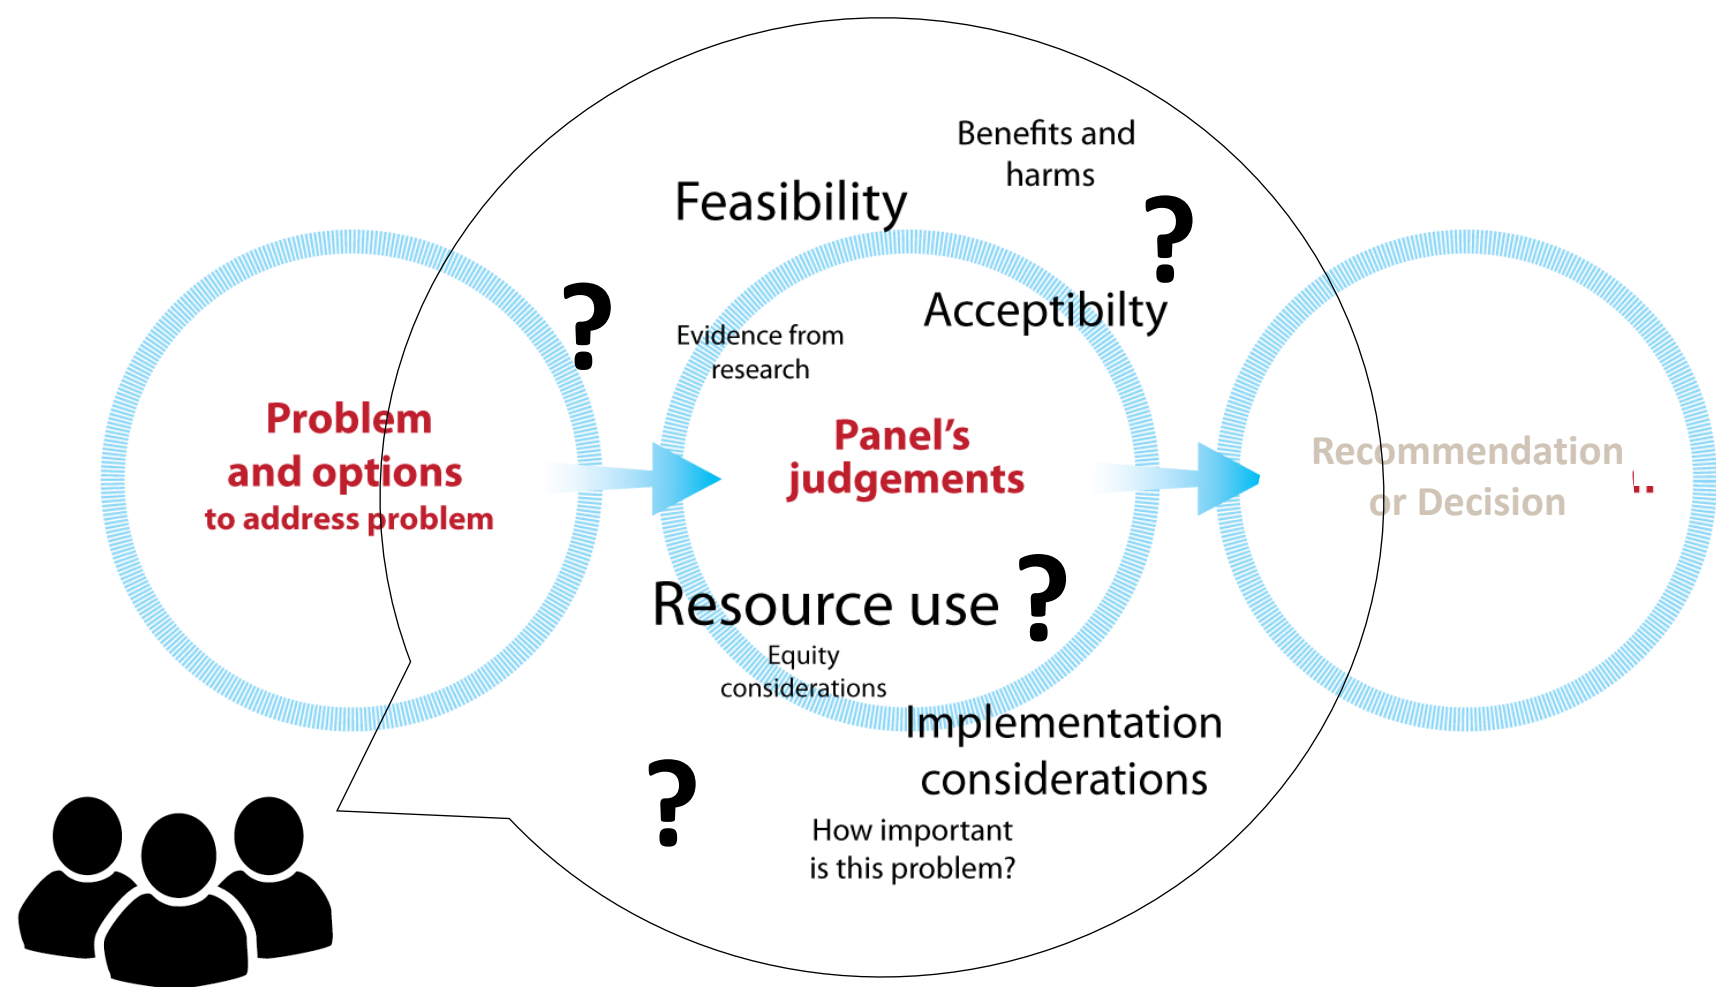 Benefits and
harms
Feasibility
?
?
Acceptibilty
Evidence from
research
Problem
and options
to address problem
Panel's
judgements
Recommendation
or Decision
..
Resource use ?
Equity
considerations
Implementation
considerations
?
How important
is this problem?